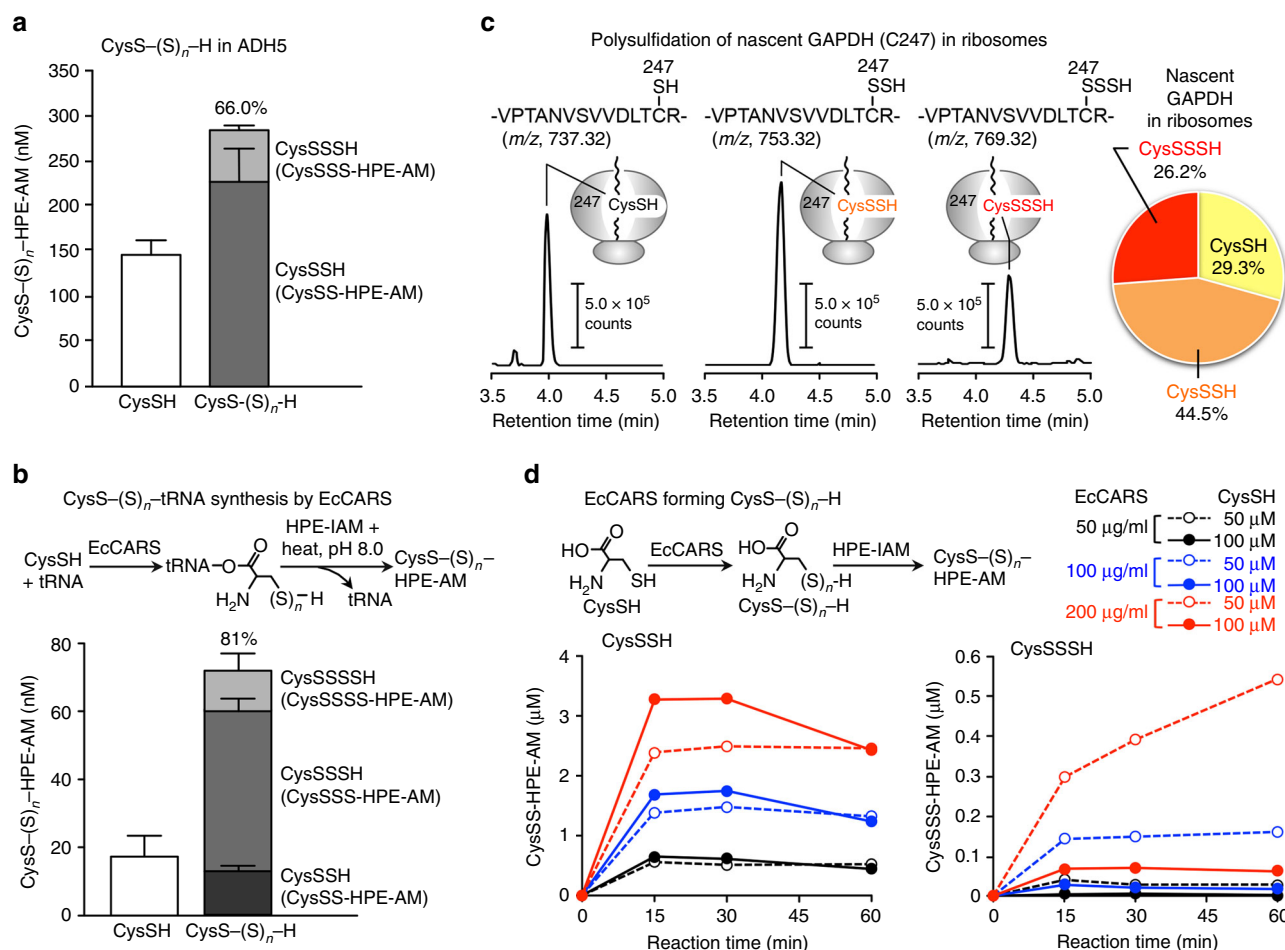 a
CysS–(S)n–H in ADH5
CysS–(S)n–HPE-AM (nM)
350
300
250
200
150
100
50
0
66.0%
CysSSSH
(CysSSS-HPE-AM)
CysSSH
(CysSS-HPE-AM)
CysSH
CysS-(S)n-H
c
Polysulfidation of nascent GAPDH (C247) in ribosomes
247
SH
-VPTANVSVVDLTCR-
(m/z, 737.32)
247
CysSH
5.0 × 10⁵
counts
3.5 4.0 4.5 5.0
Retention time (min)
247
SSH
-VPTANVSVVDLTCR-
(m/z, 753.32)
247
CysSSH
5.0 × 10⁵
counts
3.5 4.0 4.5 5.0
Retention time (min)
247
SSSH
-VPTANVSVVDLTCR-
(m/z, 769.32)
247
CysSSSH
5.0 × 10⁵
counts
3.5 4.0 4.5 5.0
Retention time (min)
Nascent
GAPDH
in ribosomes
CysSSSH
26.2%
CysSH
29.3%
CysSSH
44.5%
b
CysS–(S)n–tRNA synthesis by EcCARS
CysSH
+ tRNA
EcCARS
tRNA
O
O
H2N
(S)n–H
HPE-IAM +
heat, pH 8.0
tRNA
CysS–(S)n–
HPE-AM
CysS–(S)n–HPE-AM (nM)
80
60
40
20
0
81%
CysSSSSH
(CysSSSS-HPE-AM)
CysSSSH
(CysSSS-HPE-AM)
CysSSH
(CysSS-HPE-AM)
CysSH
CysS–(S)n–H
d
EcCARS forming CysS–(S)n–H
O
HO
SH
H2N
CysSH
EcCARS
O
HO
(S)n-H
H2N
CysS–(S)n–H
HPE-IAM
CysS–(S)n–
HPE-AM
EcCARS CysSH
50 μg/ml 50 μM
100 μM
100 μg/ml 50 μM
100 μM
200 μg/ml 50 μM
100 μM
CysSSH
CysSS-HPE-AM (μM)
4
3
2
1
0
0 15 30 45 60
Reaction time (min)
CysSSSH
CysSSS-HPE-AM (μM)
0.6
0.5
0.4
0.3
0.2
0.1
0
0 15 30 45 60
Reaction time (min)